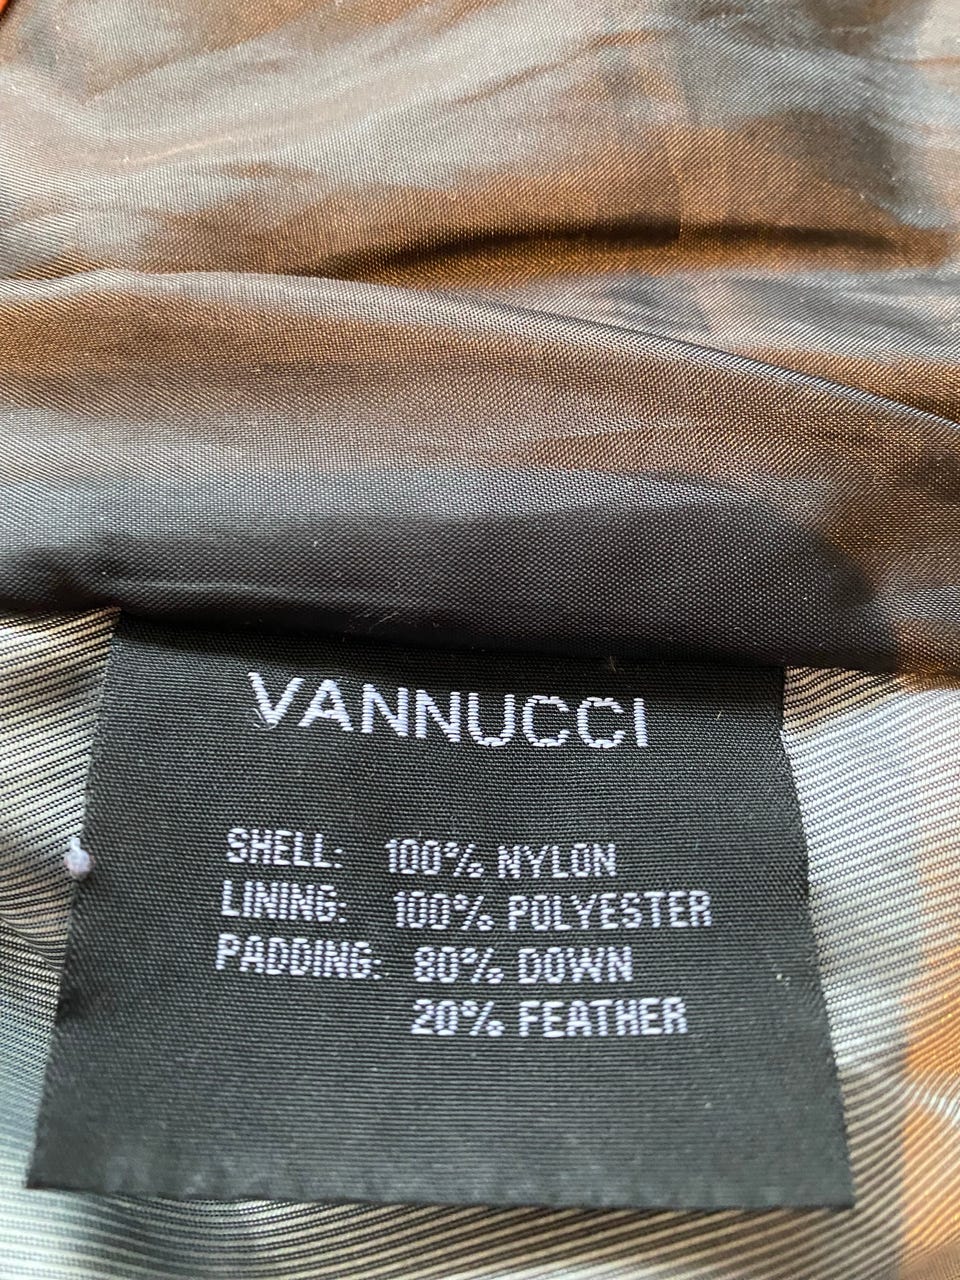 VANNUCCI
SHELL: 100% NYLON
LINING: 100% POLYESTER
PADDING: 80% DOWN
20% FEATHER